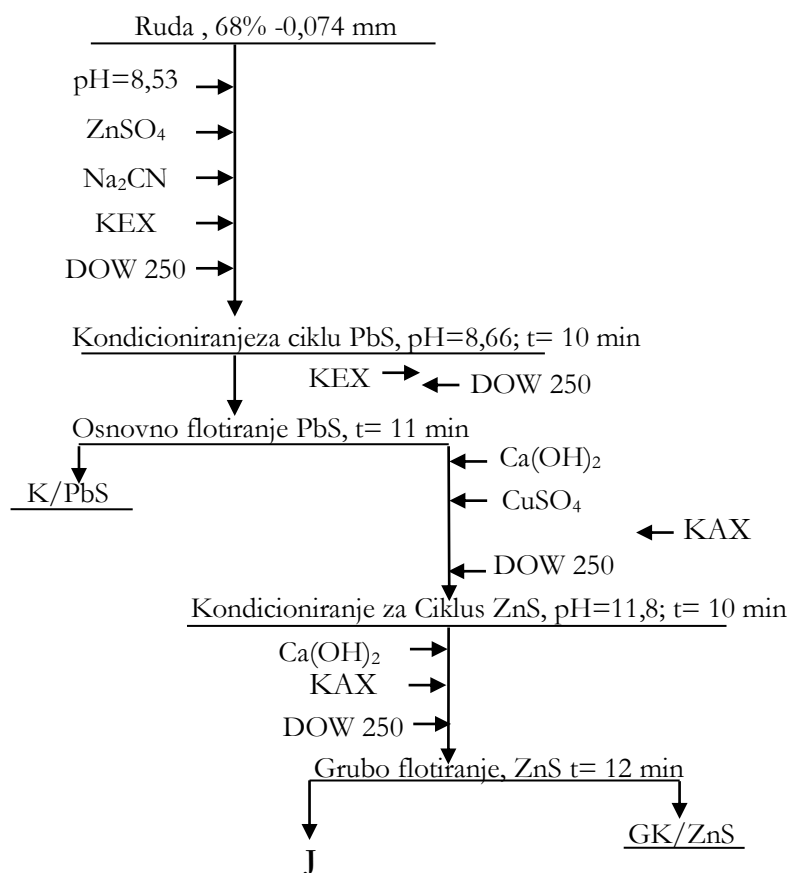 Ruda , 68% -0,074 mm
pH=8,53
ZnSO₄
Na₂CN
KEX
DOW 250
Kondicioniranjeza ciklu PbS, pH=8,66; t= 10 min
KEX
DOW 250
Osnovno flotiranje PbS, t= 11 min
Ca(OH)₂
K/PbS
CuSO₄
KAX
DOW 250
Kondicioniranje za Ciklus ZnS, pH=11,8; t= 10 min
Ca(OH)₂
KAX
DOW 250
Grubo flotiranje, ZnS t= 12 min
GK/ZnS
J